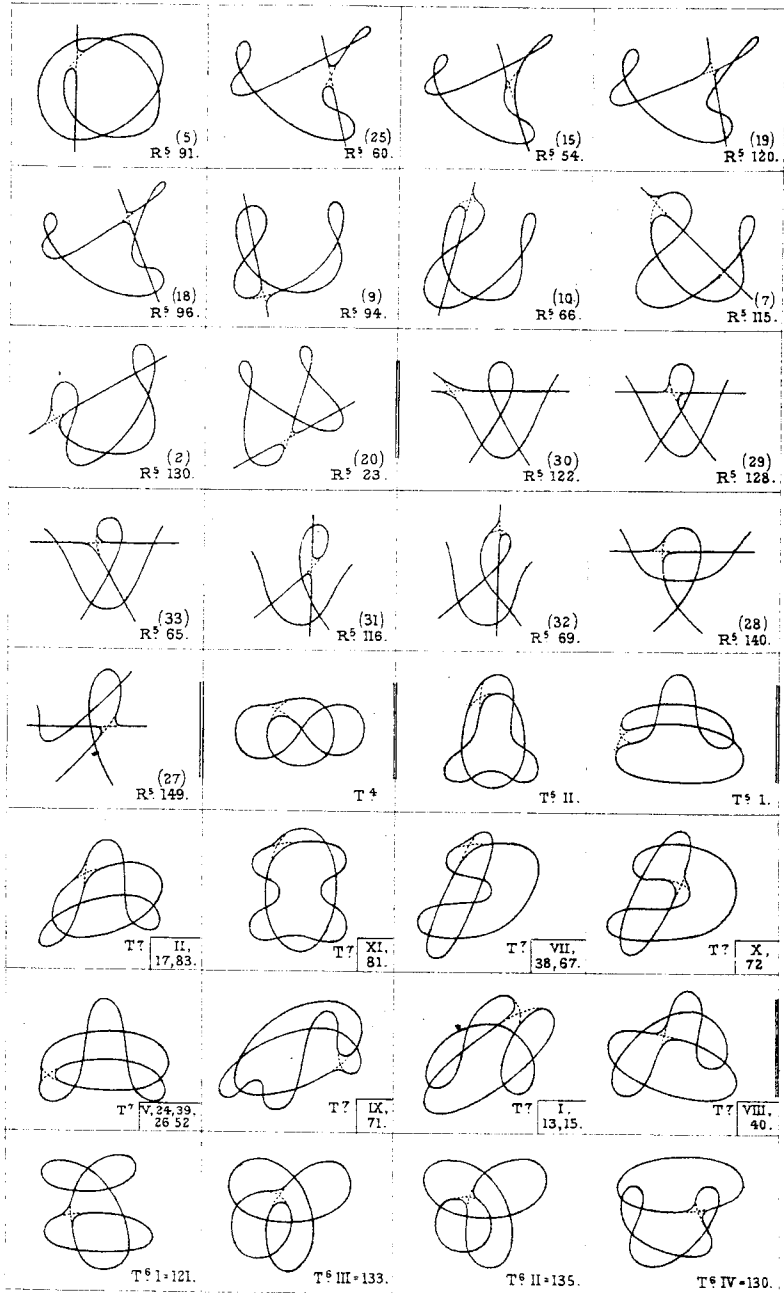 (5)
R⁵ 91.
(25)
R⁵ 60.
(15)
R⁵ 54.
(19)
R⁵ 120.
(18)
R⁵ 96.
(9)
R⁵ 94.
(10)
R⁵ 66.
(7)
R⁵ 115.
(2)
R⁵ 130.
(20)
R⁵ 23.
(30)
R⁵ 122.
(29)
R⁵ 128.
(33)
R⁵ 65.
(31)
R⁵ 116.
(32)
R⁵ 69.
(28)
R⁵ 140.
(27)
R⁵ 149.
T⁴
T⁵ II.
T⁵ 1.
T⁷ II,
17,83.
T⁷ XI,
81.
T⁷ VII,
38,67.
T⁷ X,
72
T⁷ V, 24, 39.
26 52
T⁷ IX,
71.
T⁷ I.
13,15.
T⁷ VIII,
40.
T⁶ I=121.
T⁶ III=133.
T⁶ II=135.
T⁶ IV=130.